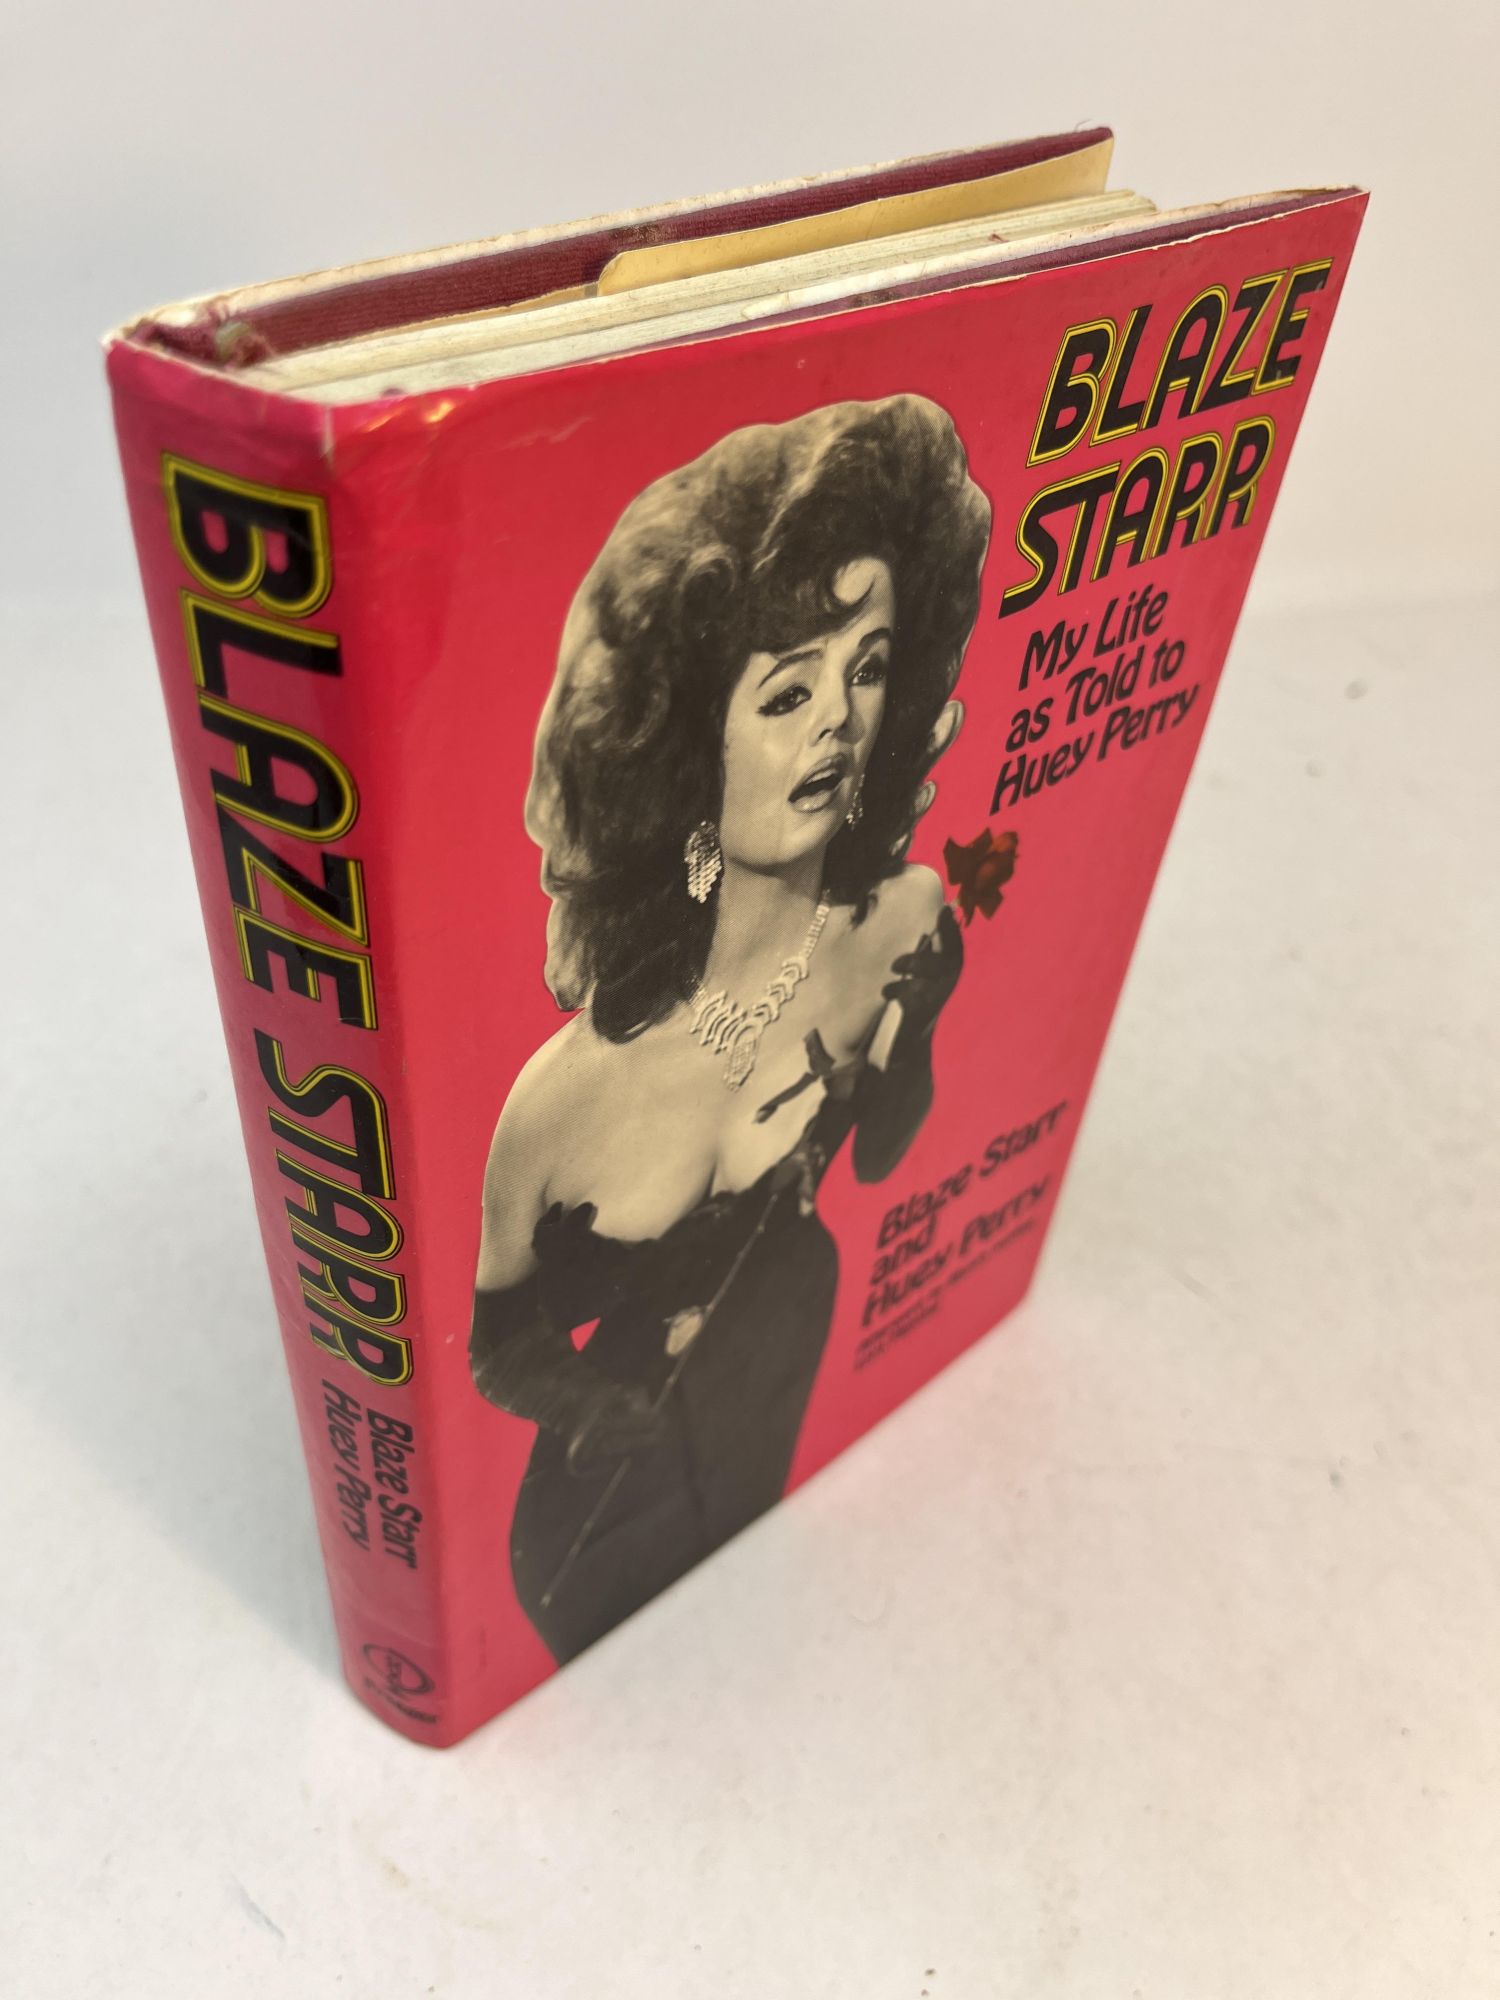 BLAZE
STARR
My Life
as Told to
Huey Perry
Blaze Starr
and
Huey Perry
BLAZE STARR
Blaze Starr
Huey Perry